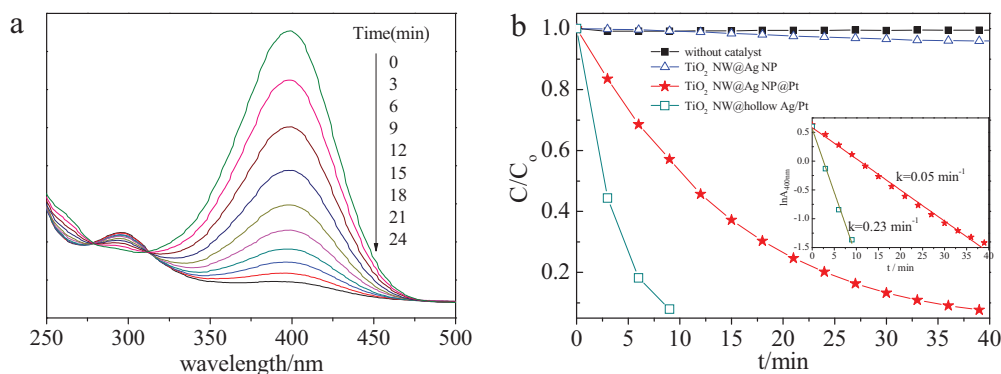 a
Time(min)
0
3
6
9
12
15
18
21
24
250 300 350 400 450 500
wavelength/nm
b
1.0
0.8
0.6
0.4
0.2
C/C₀
without catalyst
TiO₂ NW@Ag NP
TiO₂ NW@Ag NP@Pt
TiO₂ NW@hollow Ag/Pt
0.5
0.0
-0.5
-1.0
-1.5
lnA₄₀₀ₙₘ
k=0.05 min⁻¹
k=0.23 min⁻¹
0 5 10 15 20 25 30 35 40
t / min
0 5 10 15 20 25 30 35 40
t/min